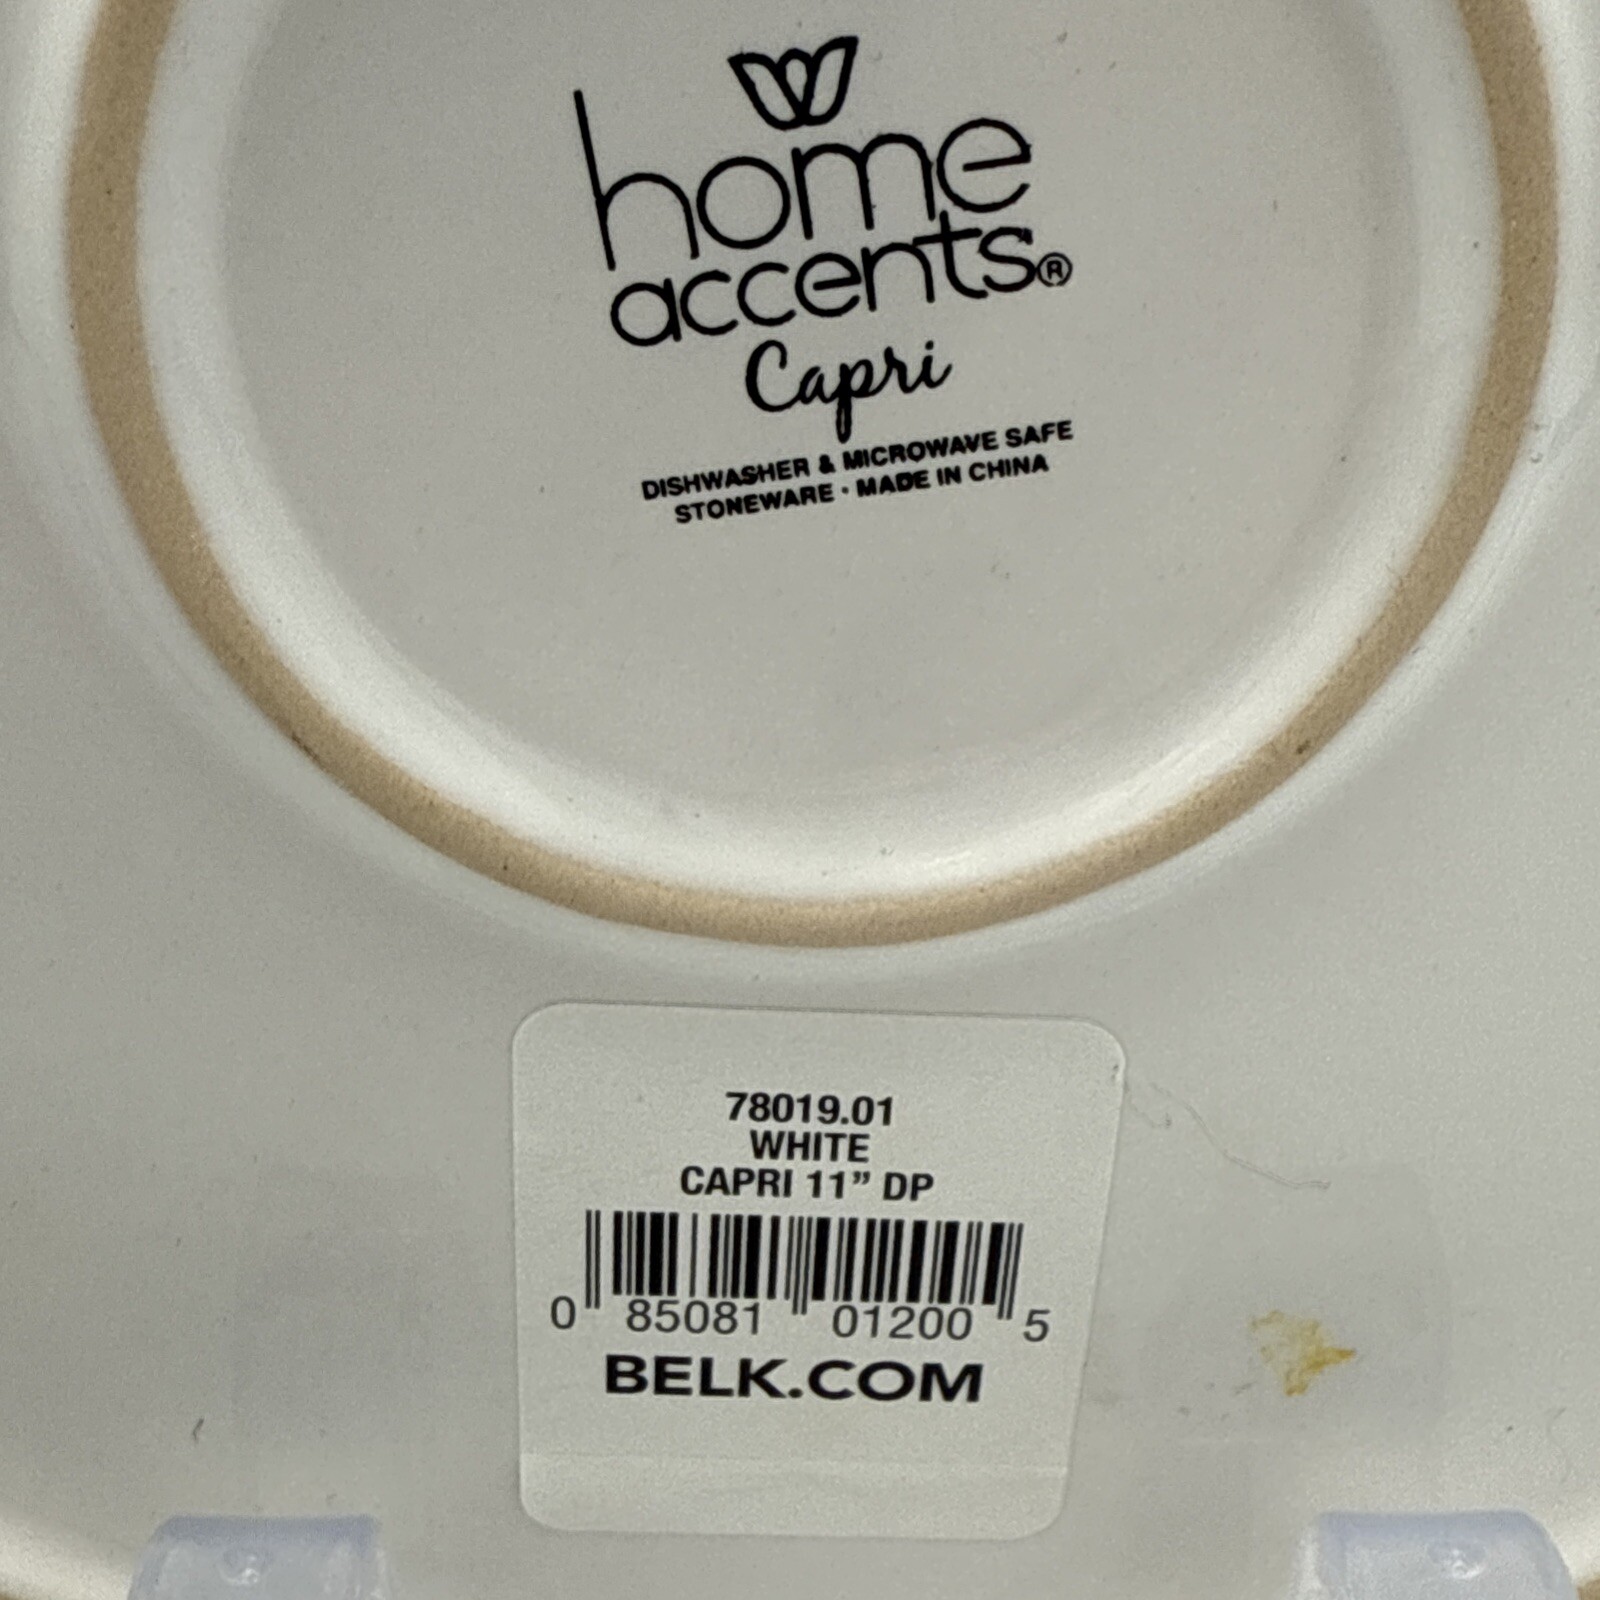 home
accents®
Capri
DISHWASHER & MICROWAVE SAFE
STONEWARE • MADE IN CHINA
78019.01
WHITE
CAPRI 11” DP
0 85081 01200 5
BELK.COM